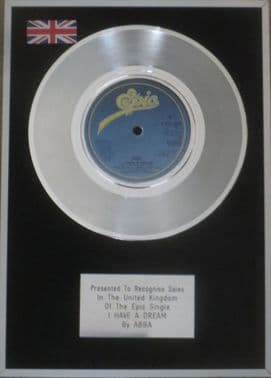 Epic
Presented To Recognise Sales
In The United Kingdom
Of The Epic Single
I HAVE A DREAM
By ABBA